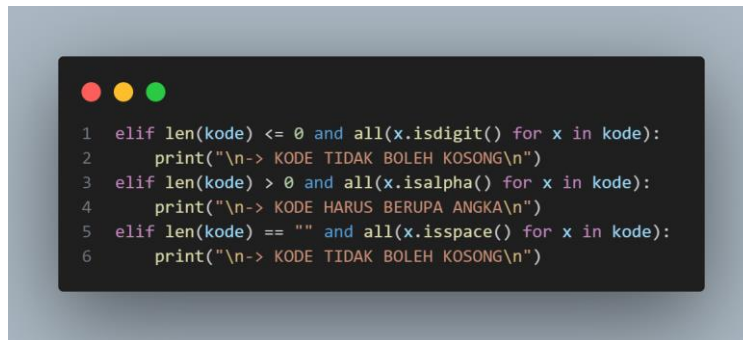 1 elif len(kode) <= 0 and all(x.isdigit() for x in kode):
2     print("\n-> KODE TIDAK BOLEH KOSONG\n")
3 elif len(kode) > 0 and all(x.isalpha() for x in kode):
4     print("\n-> KODE HARUS BERUPA ANGKA\n")
5 elif len(kode) == "" and all(x.isspace() for x in kode):
6     print("\n-> KODE TIDAK BOLEH KOSONG\n")